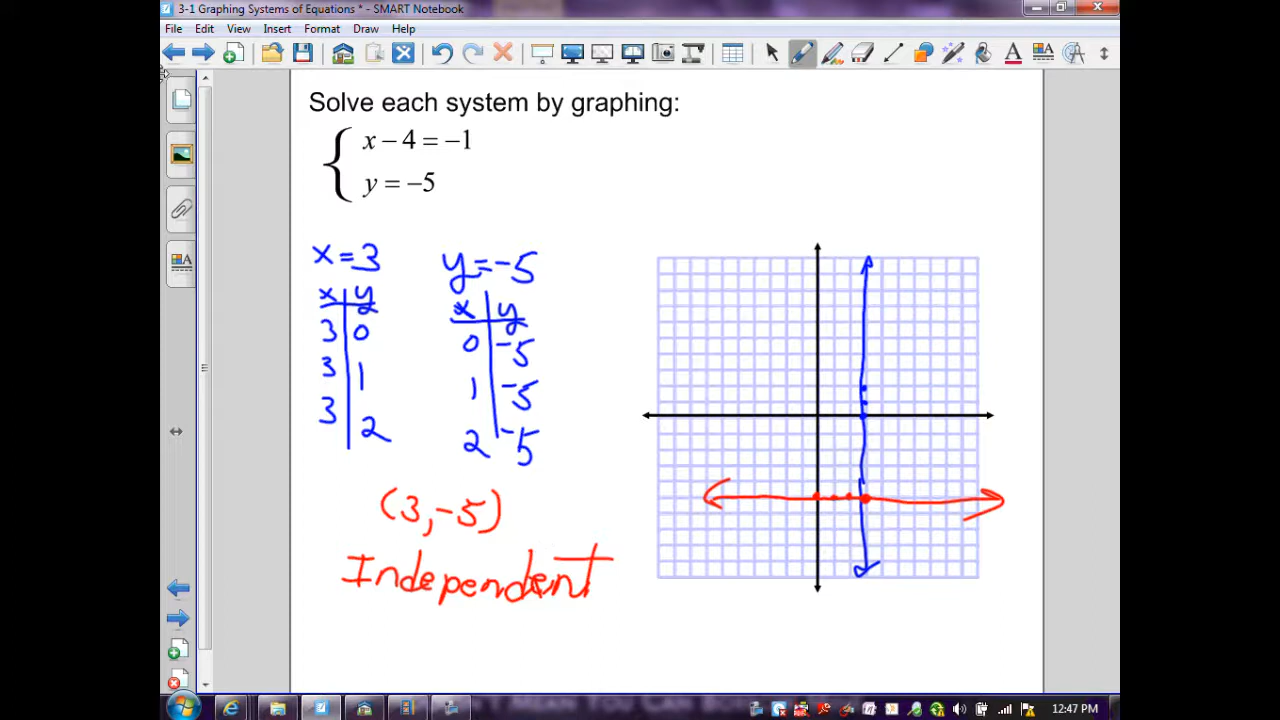 3-1 Graphing Systems of Equations * - SMART Notebook
File Edit View Insert Format Draw Help
Solve each system by graphing:
x − 4 = −1
y = −5
x = 3
x y
3 0
3 1
3 2
y = -5
x y
0 -5
1 -5
2 -5
(3, -5)
Independent
12:47 PM